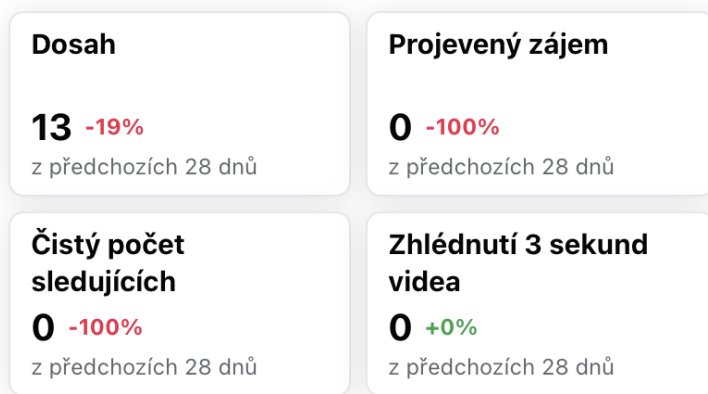 Dosah
13 -19%
z předchozích 28 dnů
Projevený zájem
0 -100%
z předchozích 28 dnů
Čistý počet
sledujících
0 -100%
z předchozích 28 dnů
Zhlédnutí 3 sekund
videa
0 +0%
z předchozích 28 dnů